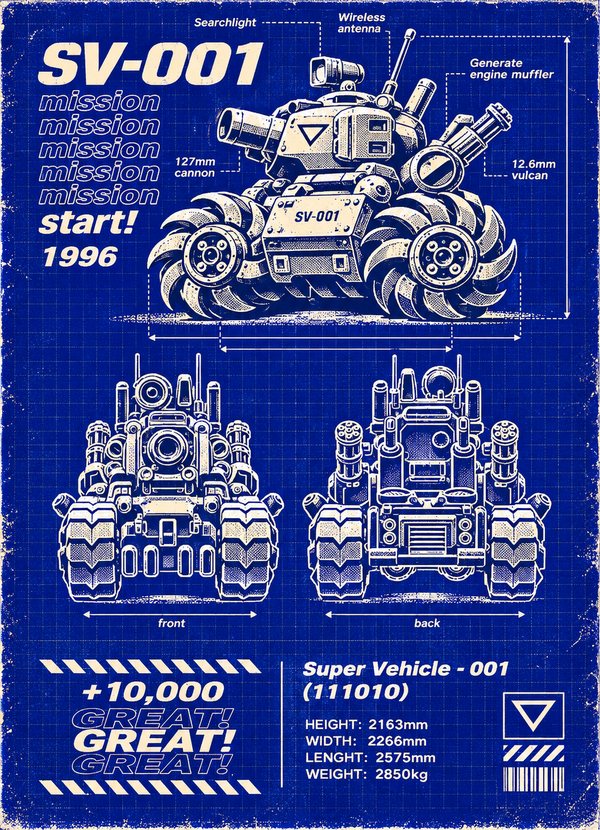 SV-001
mission
mission
mission
mission
mission
start!
1996
Searchlight
Wireless
antenna
Generate
engine muffler
127mm
cannon
12.6mm
vulcan
SV-001
front
back
+10,000
GREAT!
GREAT!
GREAT!
Super Vehicle - 001
(111010)
HEIGHT: 2163mm
WIDTH: 2266mm
LENGHT: 2575mm
WEIGHT: 2850kg